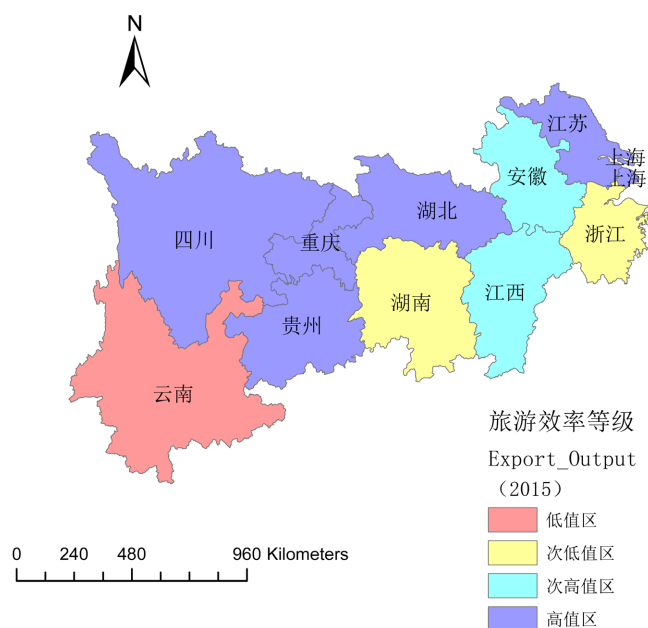 N
江苏
上海
上海
安徽
湖北
浙江
四川
重庆
江西
湖南
贵州
云南
旅游效率等级
Export_Output
（2015）
低值区
次低值区
次高值区
高值区
0 240 480 960 Kilometers